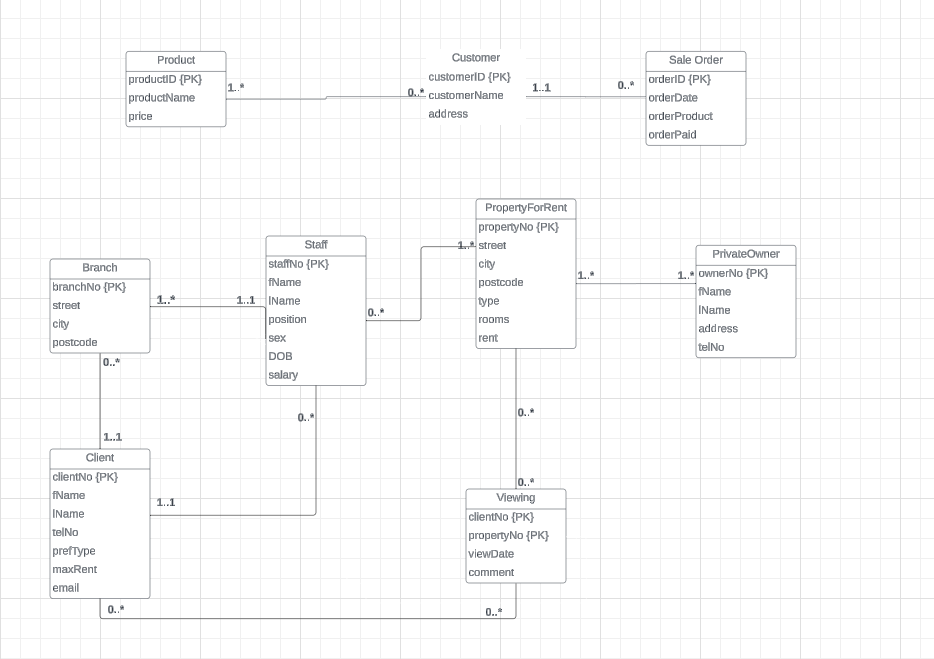 Product
productID {PK}
productName
price
1..*
0..*
Customer
customerID {PK}
customerName
address
1..1
0..*
Sale Order
orderID {PK}
orderDate
orderProduct
orderPaid
Branch
branchNo {PK}
street
city
postcode
1..*
1..1
Staff
staffNo {PK}
fName
lName
position
sex
DOB
salary
0..*
1..*
PropertyForRent
propertyNo {PK}
street
city
postcode
type
rooms
rent
1..*
1..*
PrivateOwner
ownerNo {PK}
fName
lName
address
telNo
0..*
1..1
0..*
1..1
0..*
0..*
Client
clientNo {PK}
fName
lName
telNo
prefType
maxRent
email
Viewing
clientNo {PK}
propertyNo {PK}
viewDate
comment
0..*
0..*